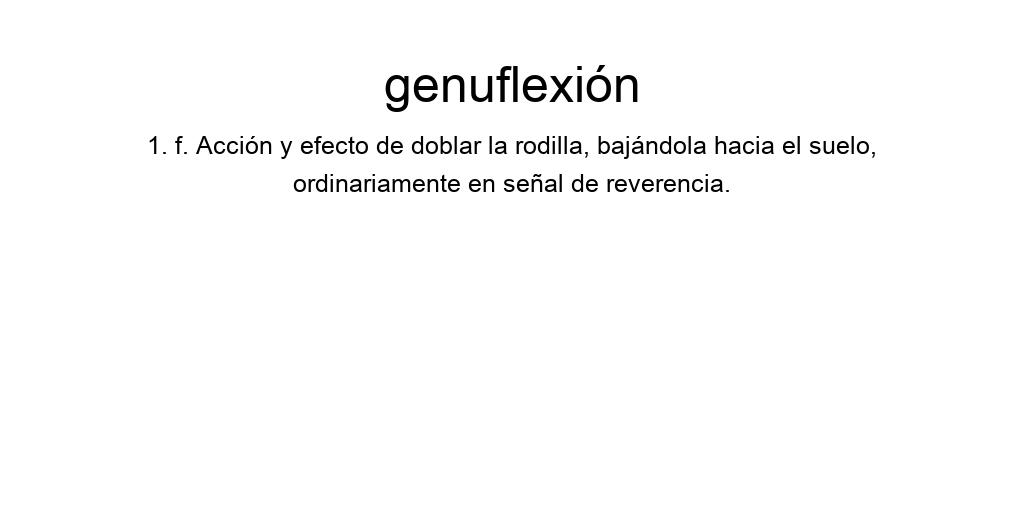 genuflexión
1. f. Acción y efecto de doblar la rodilla, bajándola hacia el suelo,
ordinariamente en señal de reverencia.